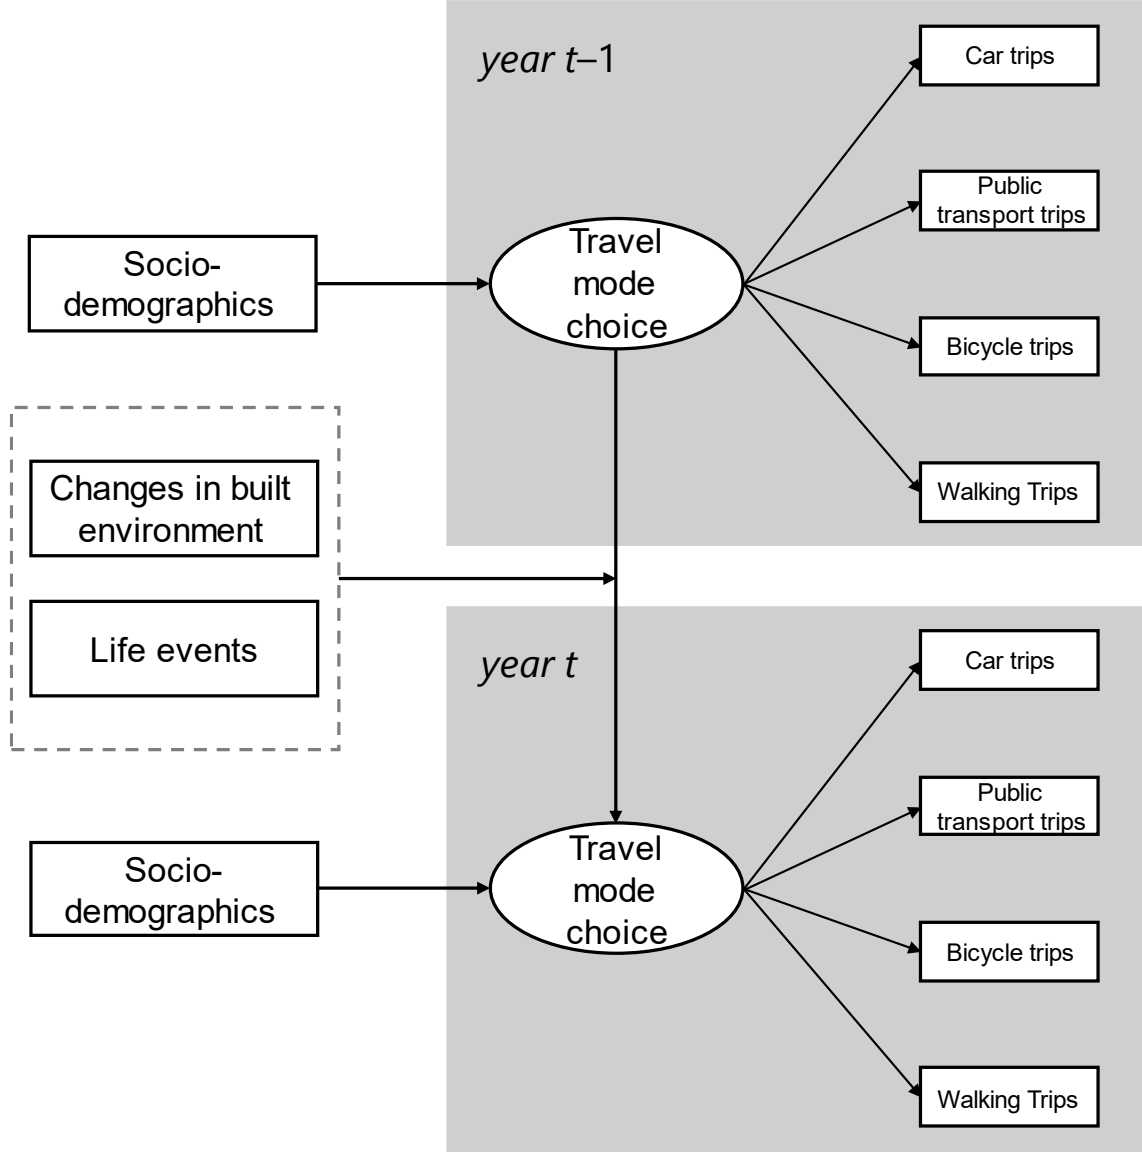 year t–1
Car trips
Public
transport trips
Socio-
demographics
Travel
mode
choice
Bicycle trips
Walking Trips
Changes in built
environment
Life events
year t
Car trips
Public
transport trips
Socio-
demographics
Travel
mode
choice
Bicycle trips
Walking Trips